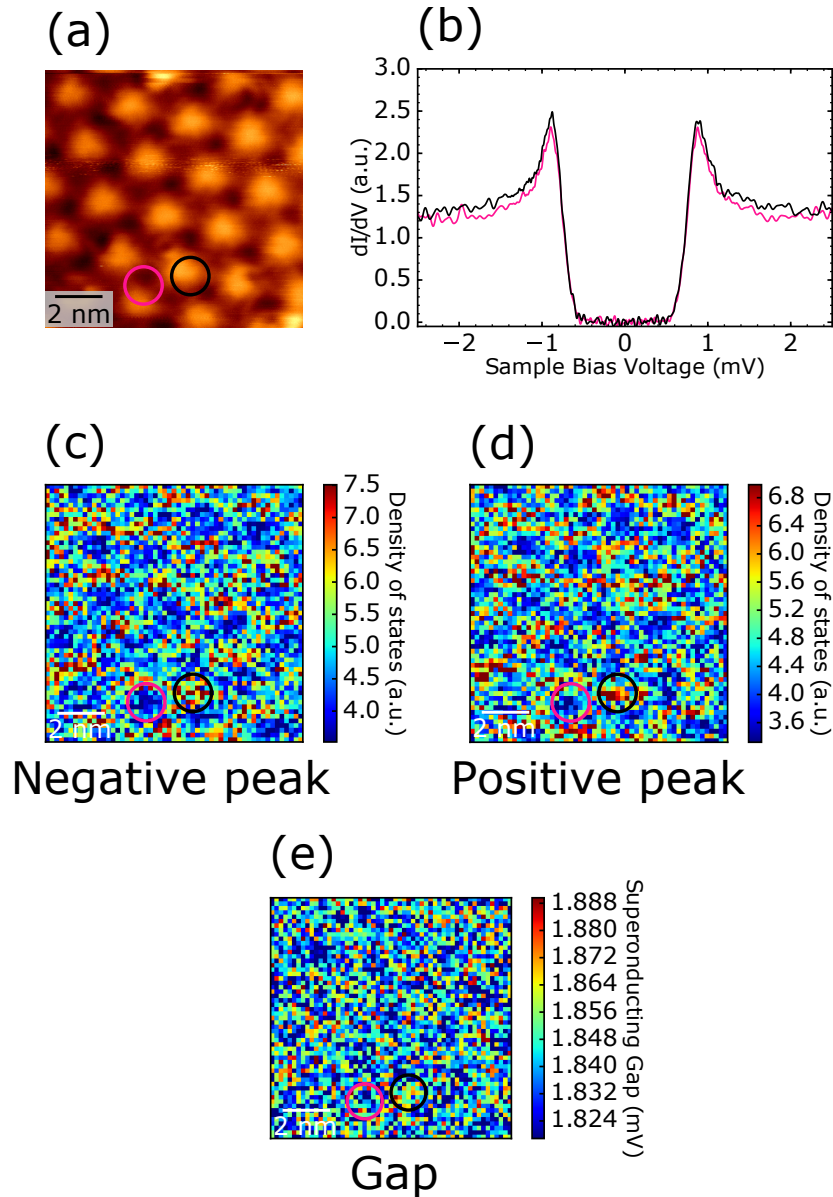 (a)
2 nm
(b)
3.0
2.5
2.0
1.5
1.0
0.5
0.0
dI/dV (a.u.)
−2
−1
0
1
2
Sample Bias Voltage (mV)
(c)
2 nm
7.5
7.0
6.5
6.0
5.5
5.0
4.5
4.0
Density of states (a.u.)
Negative peak
(d)
2 nm
6.8
6.4
6.0
5.6
5.2
4.8
4.4
4.0
3.6
Density of states (a.u.)
Positive peak
(e)
2 nm
1.888
1.880
1.872
1.864
1.856
1.848
1.840
1.832
1.824
Superonducting Gap (mV)
Gap